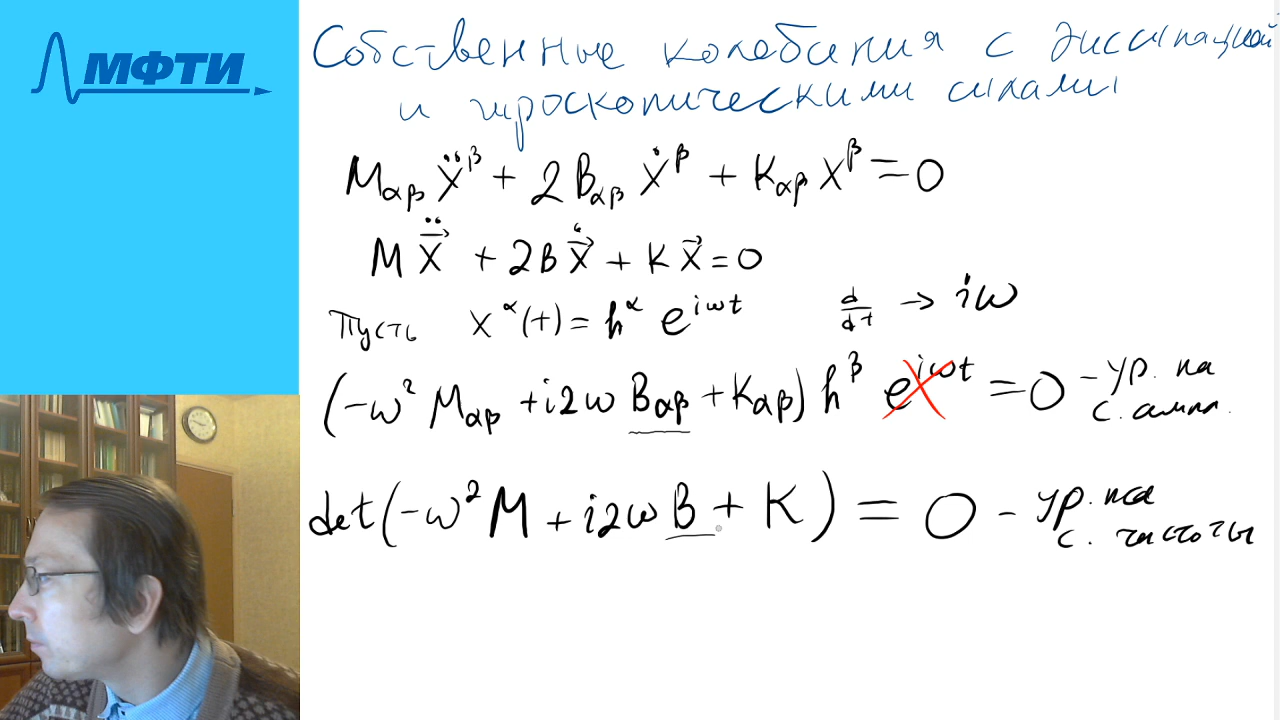 МФТИ
Собственные колебания с диссипацией
и гироскопическими силами
M_{αβ} ẍ^β + 2B_{αβ} ẋ^β + K_{αβ} x^β = 0
M ẍ⃗ + 2B ẋ⃗ + K x⃗ = 0
Пусть x^α(t) = h^α e^{iωt} d/dt → iω
(-ω² M_{αβ} + i2ω B_{αβ} + K_{αβ}) h^β e^{iωt} = 0 - ур. на
с. ампл.
det(-ω² M + i2ω B + K) = 0 - ур. на
с. частоты